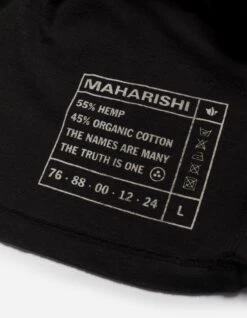 MAHARISHI
55% HEMP
45% ORGANIC COTTON
THE NAMES ARE MANY
THE TRUTH IS ONE
76 · 88 · 00 · 12 · 24
L